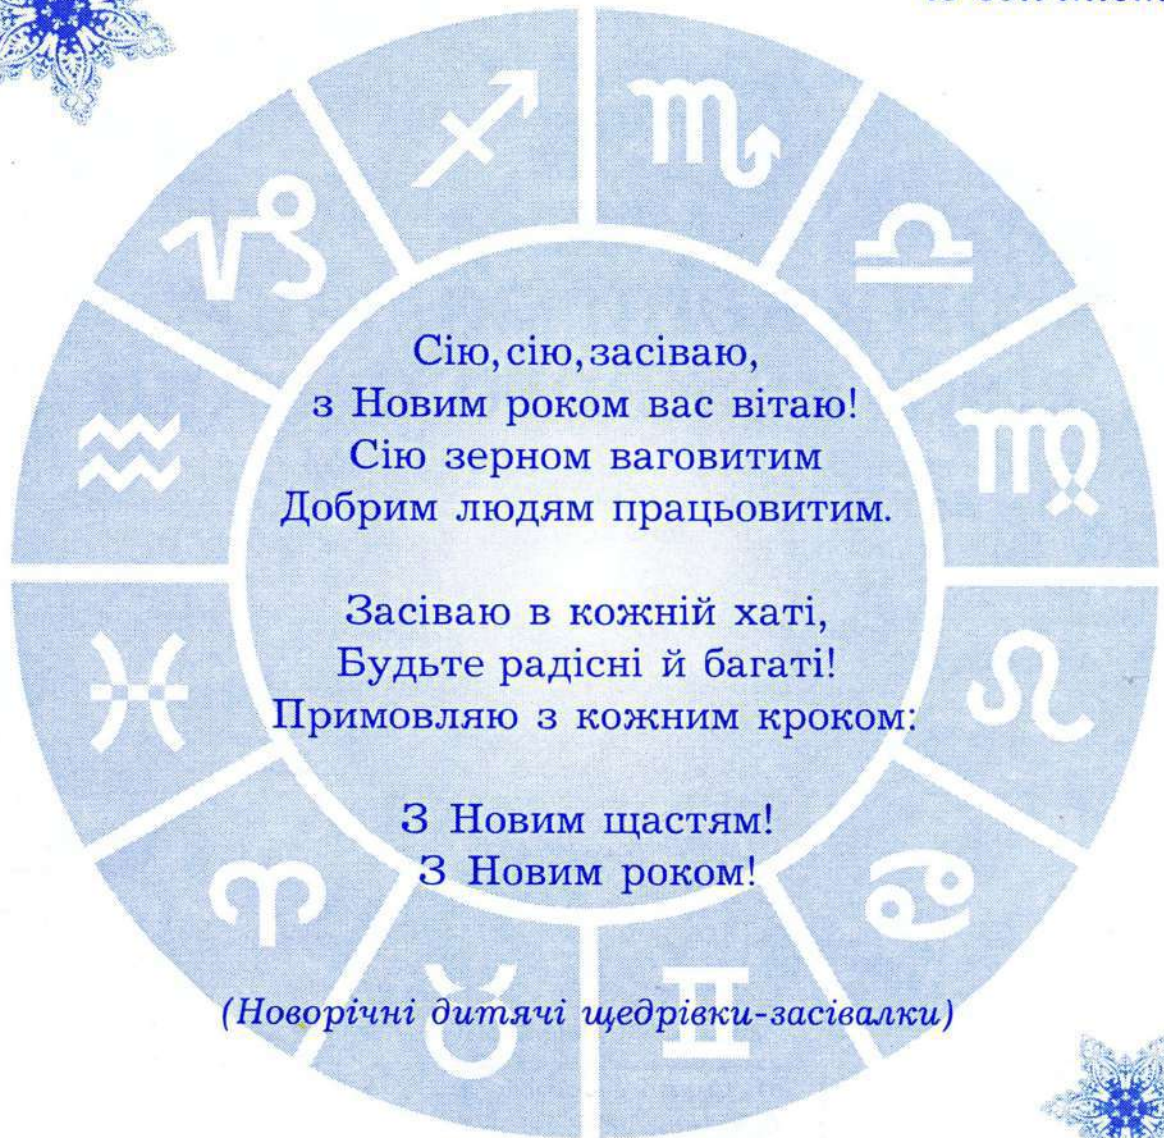 Сію, сію, засіваю,
з Новим роком вас вітаю!
Сію зерном ваговитим
Добрим людям працьовитим.
Засіваю в кожній хаті,
Будьте радісні й багаті!
Примовляю з кожним кроком:
З Новим щастям!
З Новим роком!
(Новорічні дитячі щедрівки-засівалки)